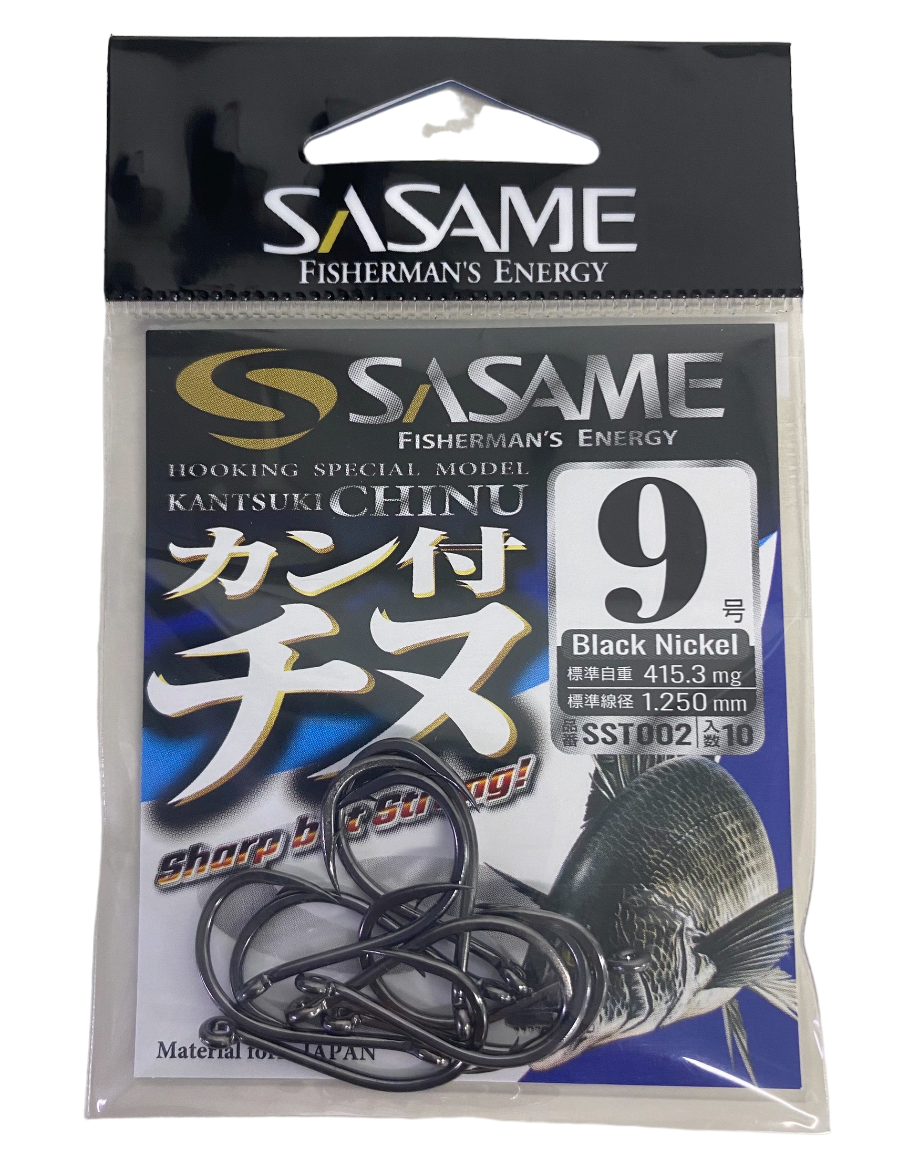 SASAME
FISHERMAN'S ENERGY
SASAME
FISHERMAN'S ENERGY
HOOKING SPECIAL MODEL
KANTSUKI CHINU
カン付
チヌ
9号
Black Nickel
標準自重 415.3 mg
標準線径 1.250 mm
品番 SST002 入数 10
Sharp but Strong!
Material JAPAN